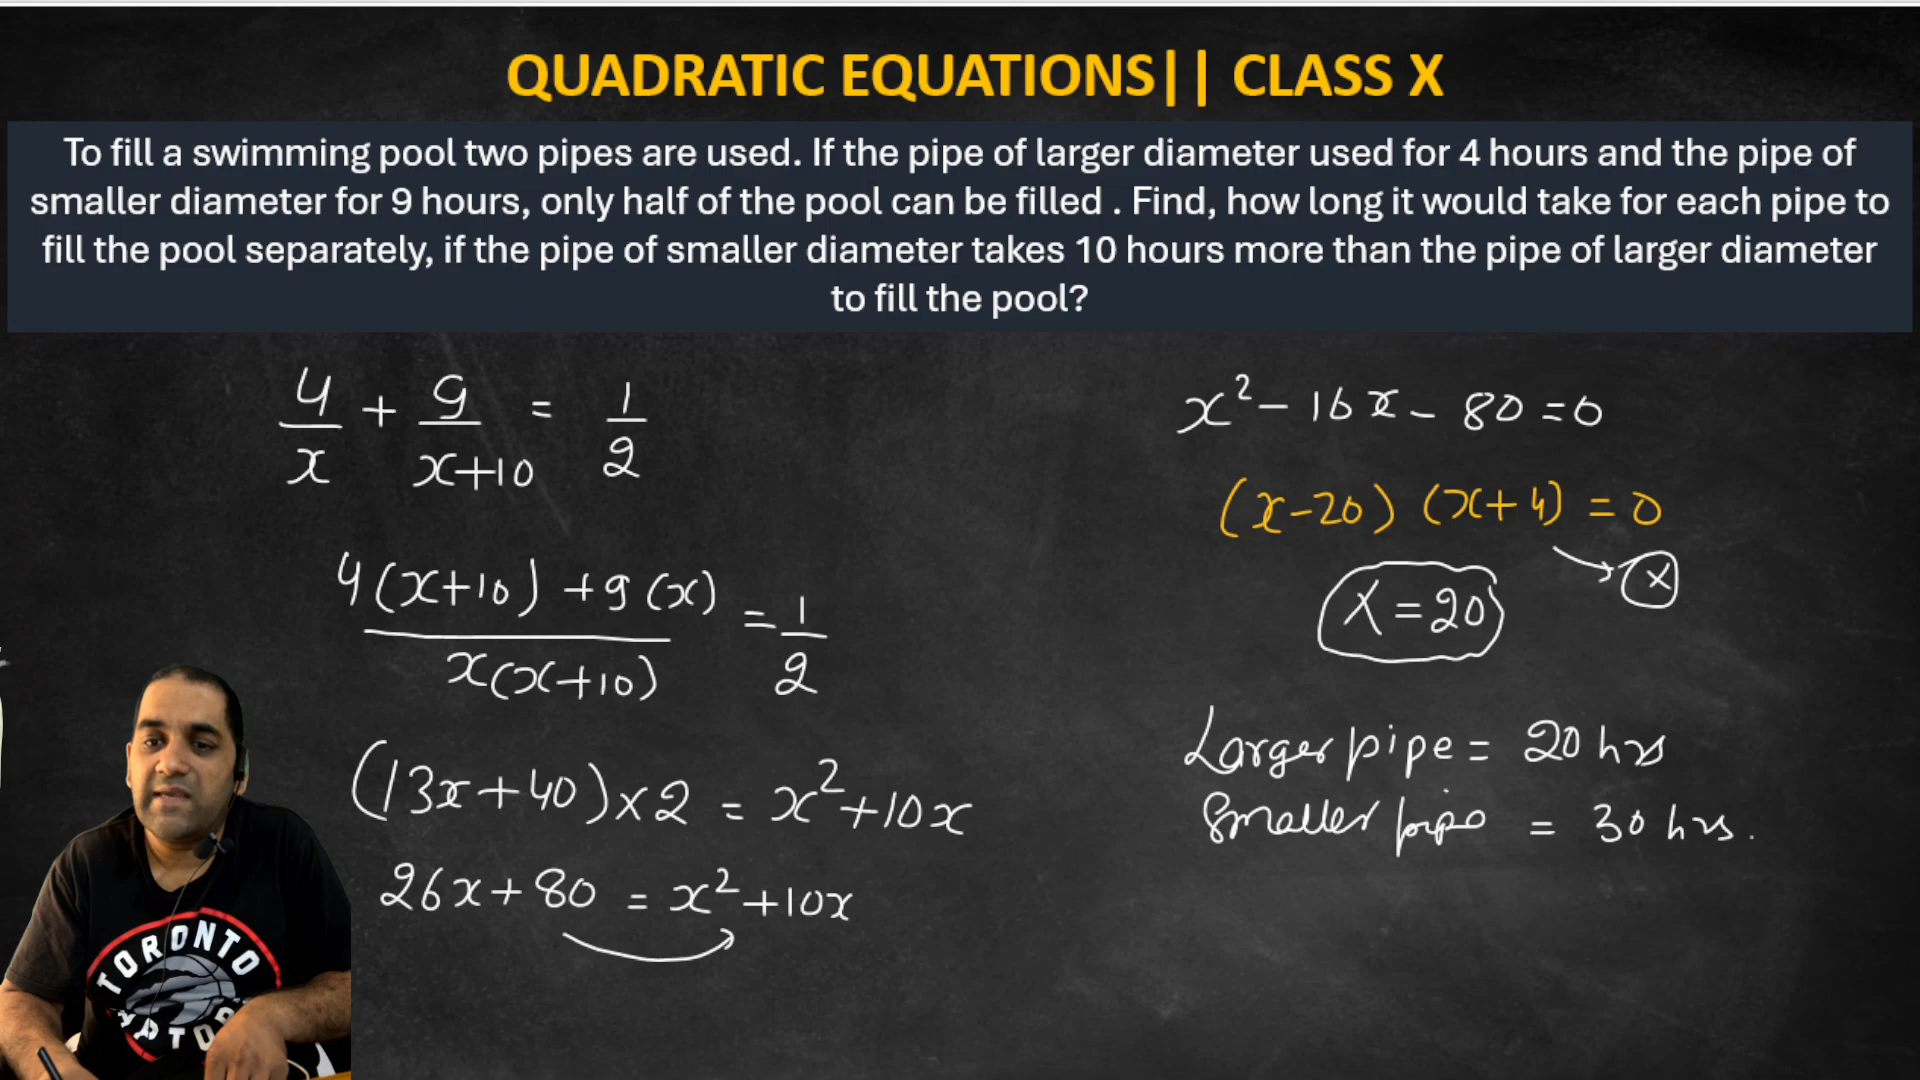 QUADRATIC EQUATIONS|| CLASS X
To fill a swimming pool two pipes are used. If the pipe of larger diameter used for 4 hours and the pipe of
smaller diameter for 9 hours, only half of the pool can be filled . Find, how long it would take for each pipe to
fill the pool separately, if the pipe of smaller diameter takes 10 hours more than the pipe of larger diameter
to fill the pool?
4/x + 9/x+10 = 1/2
4(x+10) + 9(x) / x(x+10) = 1/2
(13x+40)×2 = x²+10x
26x+80 = x²+10x
x² - 16x - 80 = 0
(x-20) (x+4) = 0
x
X = 20
Larger pipe = 20 hrs
Smaller pipe = 30 hrs.
TORONTO
RAPTORS